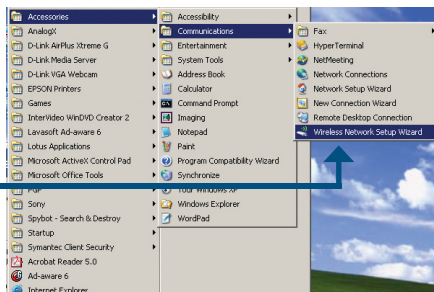 Accessories
AnalogX
D-Link AirPlus Xtreme G
D-Link Media Server
D-Link VGA Webcam
EPSON Printers
Games
InterVideo WinDVD Creator 2
Lavasoft Ad-aware 6
Lotus Applications
Microsoft ActiveX Control Pad
Microsoft Office Tools
PGP
Sony
Spybot - Search & Destroy
Startup
Symantec Client Security
Acrobat Reader 5.0
Ad-aware 6
Internet Explorer
Accessibility
Communications
Entertainment
System Tools
Address Book
Calculator
Command Prompt
Imaging
Notepad
Paint
Program Compatibility Wizard
Synchronize
Tour Windows XP
Windows Explorer
WordPad
Fax
HyperTerminal
NetMeeting
Network Connections
Network Setup Wizard
New Connection Wizard
Remote Desktop Connection
Wireless Network Setup Wizard